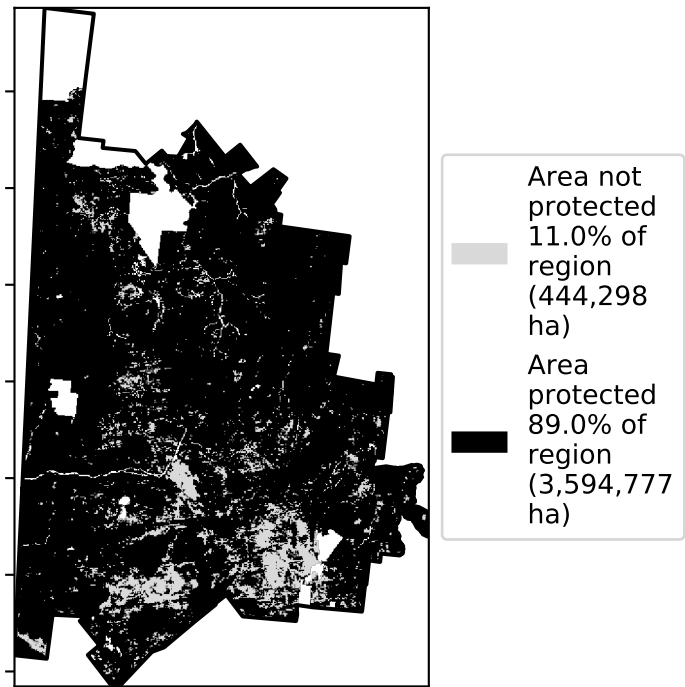 Area not
protected
11.0% of
region
(444,298
ha)
Area
protected
89.0% of
region
(3,594,777
ha)